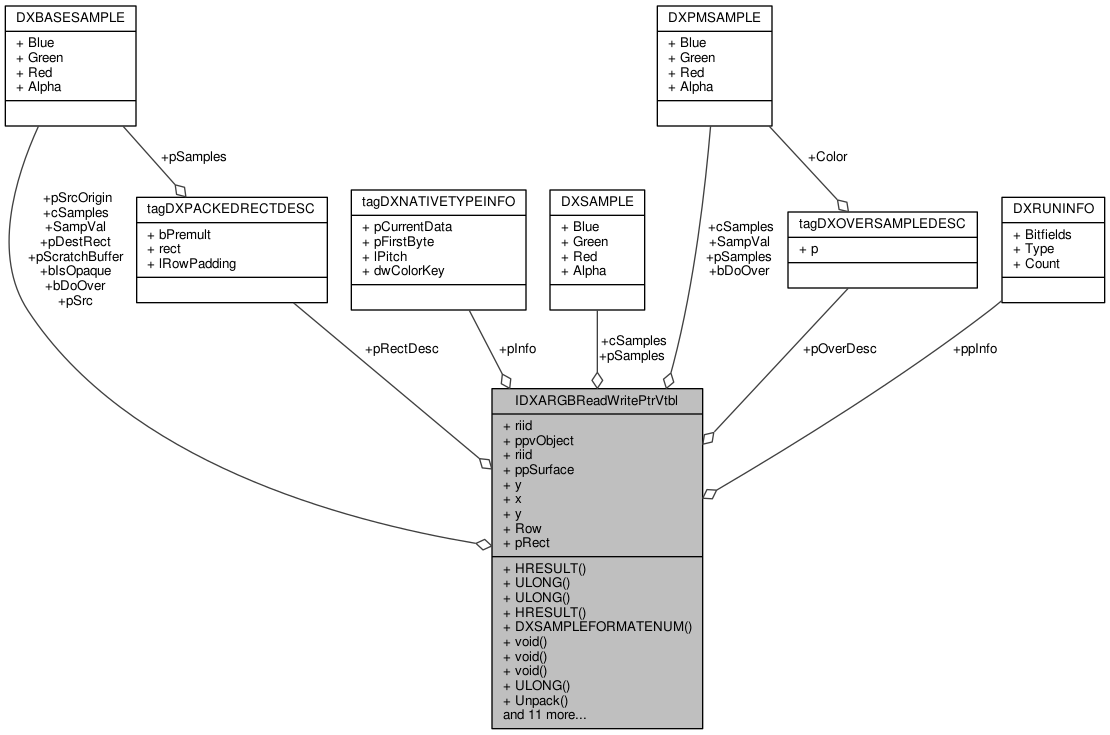 DXBASESAMPLE
+ Blue
+ Green
+ Red
+ Alpha
DXPMSAMPLE
+ Blue
+ Green
+ Red
+ Alpha
+pSamples
+Color
+pSrcOrigin
+cSamples
+SampVal
+pDestRect
+pScratchBuffer
+bIsOpaque
+bDoOver
+pSrc
tagDXPACKEDRECTDESC
+ bPremult
+ rect
+ lRowPadding
tagDXNATIVETYPEINFO
+ pCurrentData
+ pFirstByte
+ lPitch
+ dwColorKey
DXSAMPLE
+ Blue
+ Green
+ Red
+ Alpha
+cSamples
+SampVal
+pSamples
+bDoOver
tagDXOVERSAMPLEDESC
+ p
DXRUNINFO
+ Bitfields
+ Type
+ Count
+pRectDesc
+pInfo
+cSamples
+pSamples
+pOverDesc
+ppInfo
IDXARGBReadWritePtrVtbl
+ riid
+ ppvObject
+ riid
+ ppSurface
+ y
+ x
+ y
+ Row
+ pRect
+ HRESULT()
+ ULONG()
+ ULONG()
+ HRESULT()
+ DXSAMPLEFORMATENUM()
+ void()
+ void()
+ void()
+ ULONG()
+ Unpack()
and 11 more...